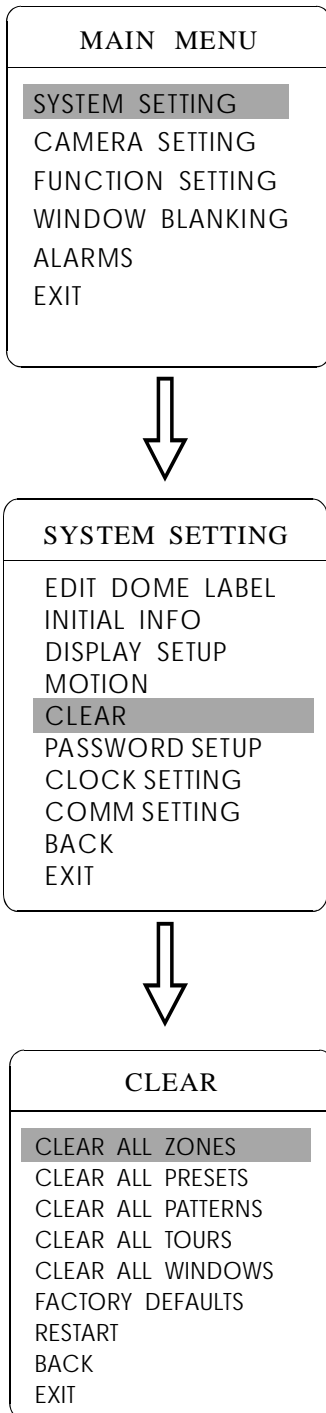 MAIN MENU
SYSTEM SETTING
CAMERA SETTING
FUNCTION SETTING
WINDOW BLANKING
ALARMS
EXIT
SYSTEM SETTING
EDIT DOME LABEL
INITIAL INFO
DISPLAY SETUP
MOTION
CLEAR
PASSWORD SETUP
CLOCK SETTING
COMM SETTING
BACK
EXIT
CLEAR
CLEAR ALL ZONES
CLEAR ALL PRESETS
CLEAR ALL PATTERNS
CLEAR ALL TOURS
CLEAR ALL WINDOWS
FACTORY DEFAULTS
RESTART
BACK
EXIT